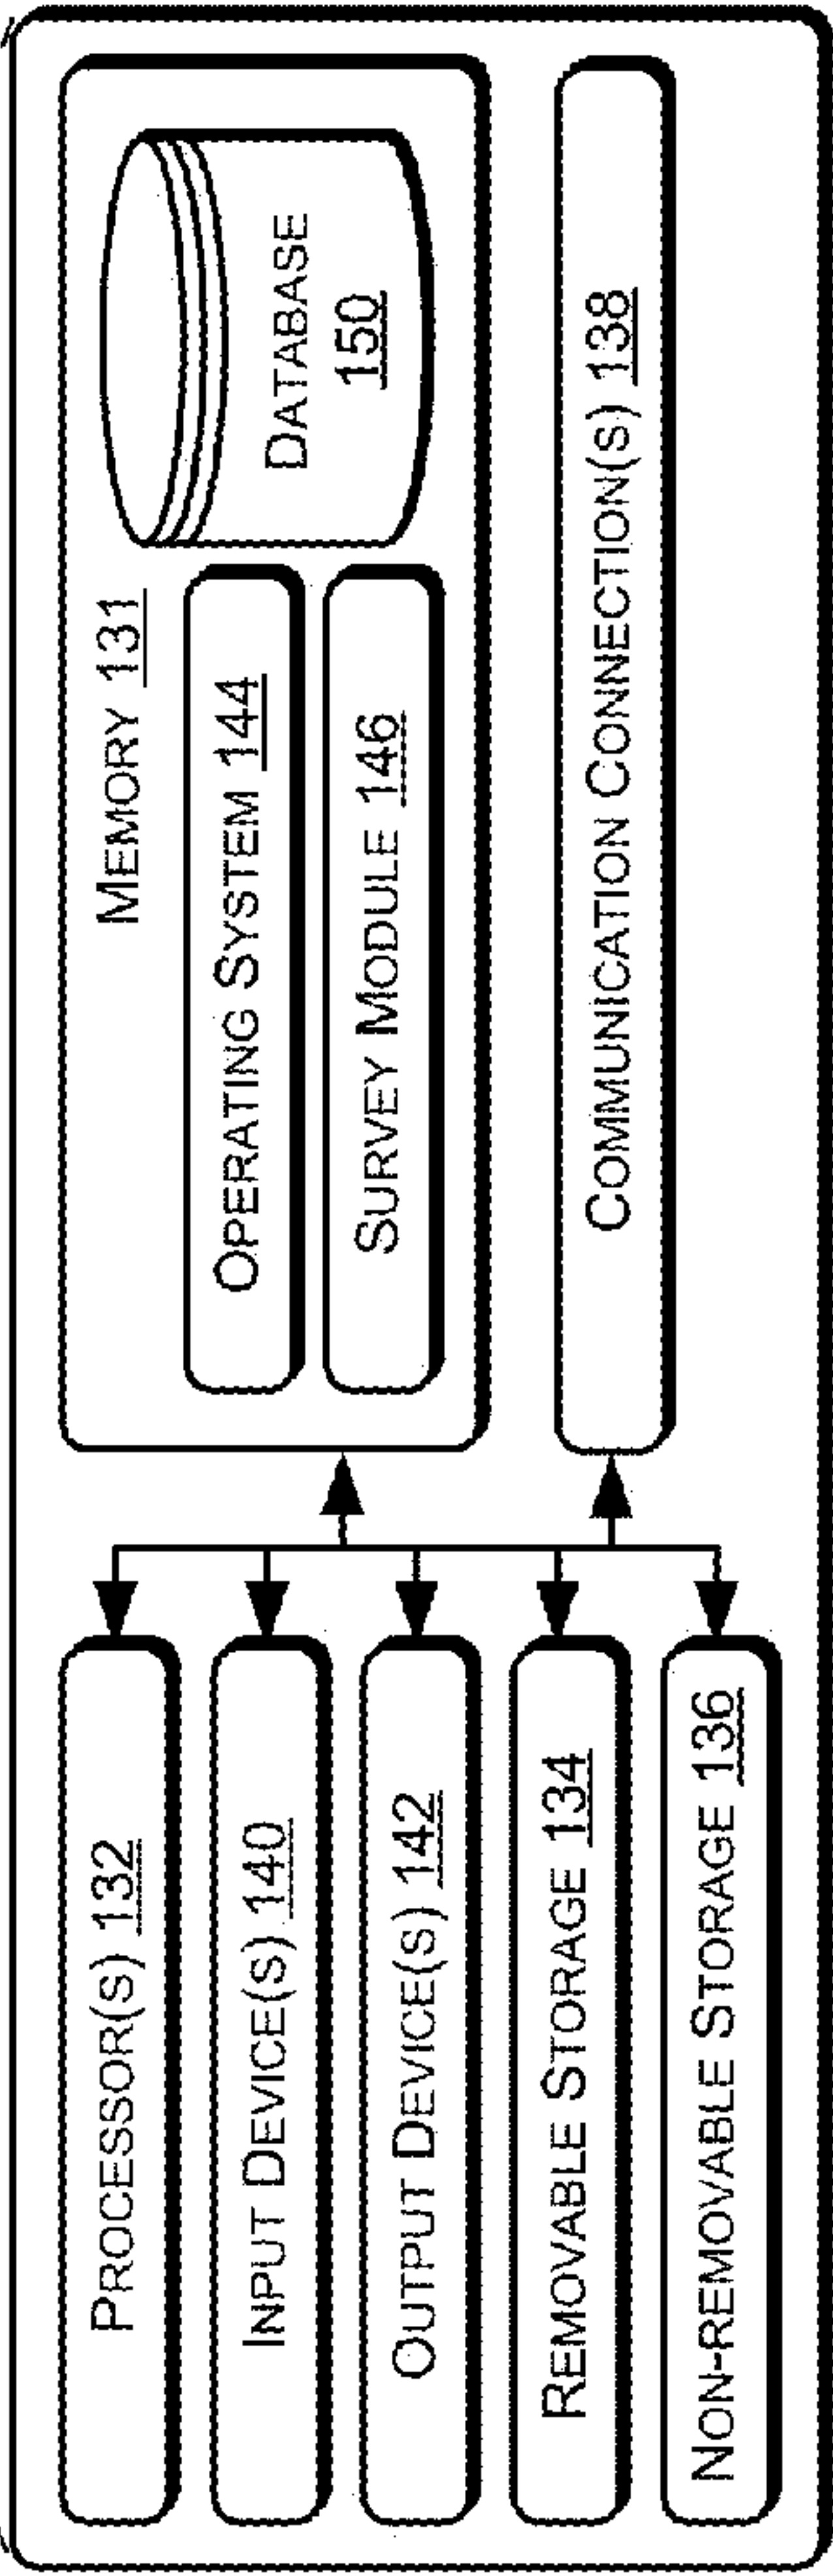 PROCESSOR(S) 132
INPUT DEVICE(S) 140
OUTPUT DEVICE(S) 142
REMOVABLE STORAGE 134
NON-REMOVABLE STORAGE 136
MEMORY 131
OPERATING SYSTEM 144
SURVEY MODULE 146
DATABASE
150
COMMUNICATION CONNECTION(S) 138